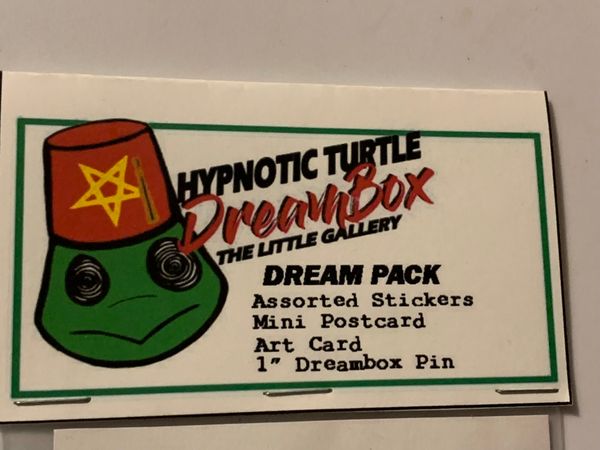 HYPNOTIC TURTLE
DreamBox
THE LITTLE GALLERY
DREAM PACK
Assorted Stickers
Mini Postcard
Art Card
1" Dreambox Pin